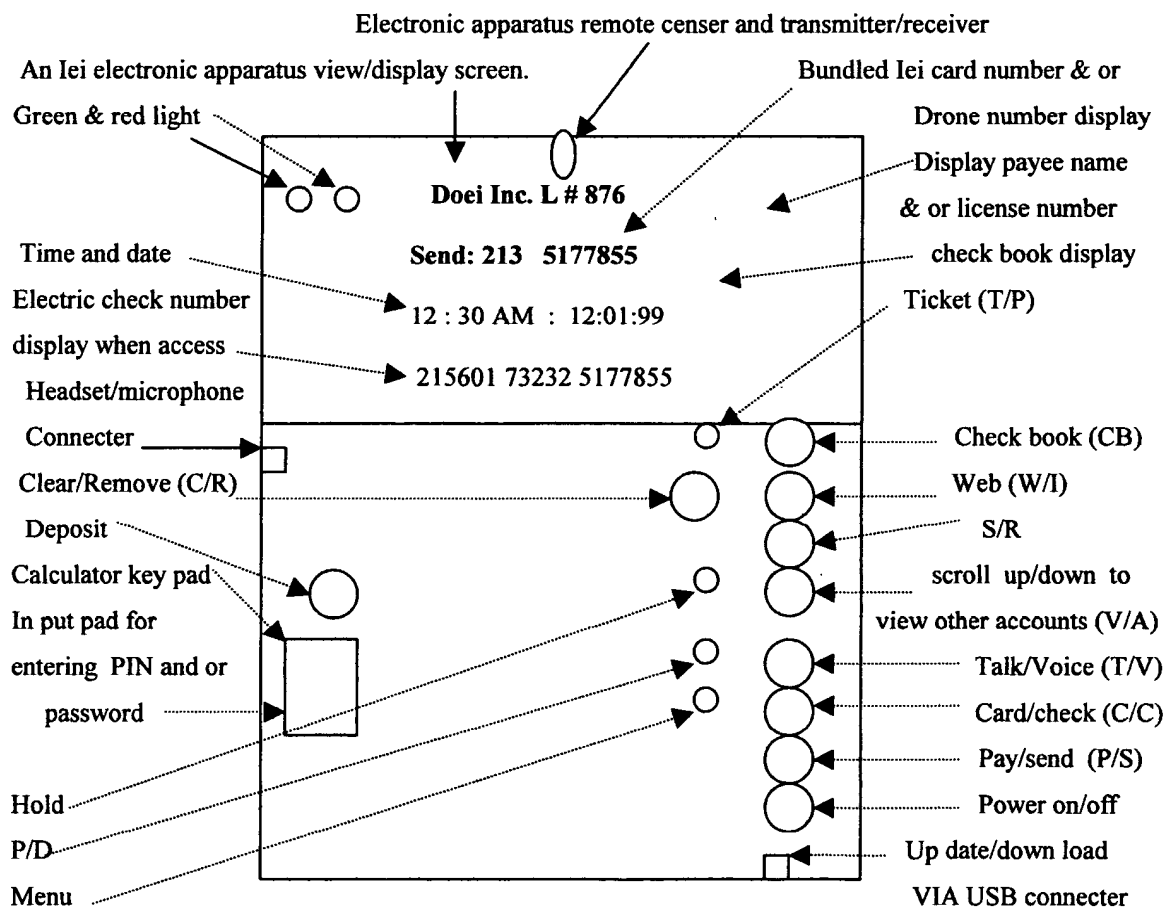 Electronic apparatus remote censer and transmitter/receiver
An Iei electronic apparatus view/display screen.
Bundled Iei card number & or
Green & red light
Drone number display
Display payee name
Doei Inc. L # 876
& or license number
Time and date
Send: 213 5177855
check book display
Electric check number
12 : 30 AM : 12:01:99
Ticket (T/P)
display when access
215601 73232 5177855
Headset/microphone
Connecter
Check book (CB)
Clear/Remove (C/R)
Web (W/I)
Deposit
S/R
Calculator key pad
scroll up/down to
In put pad for
view other accounts (V/A)
entering PIN and or
Talk/Voice (T/V)
password
Card/check (C/C)
Pay/send (P/S)
Hold
Power on/off
P/D
Up date/down load
Menu
VIA USB connecter